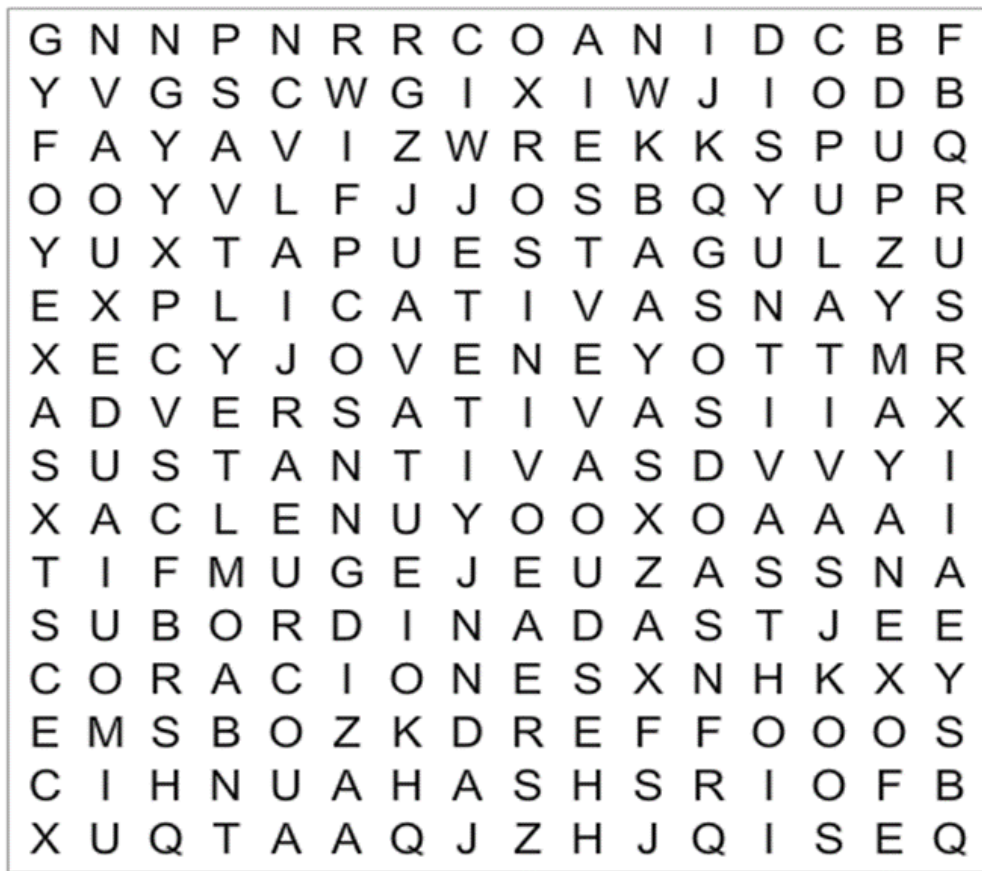 G N N P N R R C O A N I D C B F
Y V G S C W G I X I W J I O D B
F A Y A V I Z W R E K K S P U Q
O O Y V L F J J O S B Q Y U P R
Y U X T A P U E S T A G U L Z U
E X P L I C A T I V A S N A Y S
X E C Y J O V E N E Y O T T M R
A D V E R S A T I V A S I I A X
S U S T A N T I V A S D V V Y I
X A C L E N U Y O O X O A A A I
T I F M U G E J E U Z A S S N A
S U B O R D I N A D A S T J E E
C O R A C I O N E S X N H K X Y
E M S B O Z K D R E F F O O O S
C I H N U A H A S H S R I O F B
X U Q T A A Q J Z H J Q I S E Q